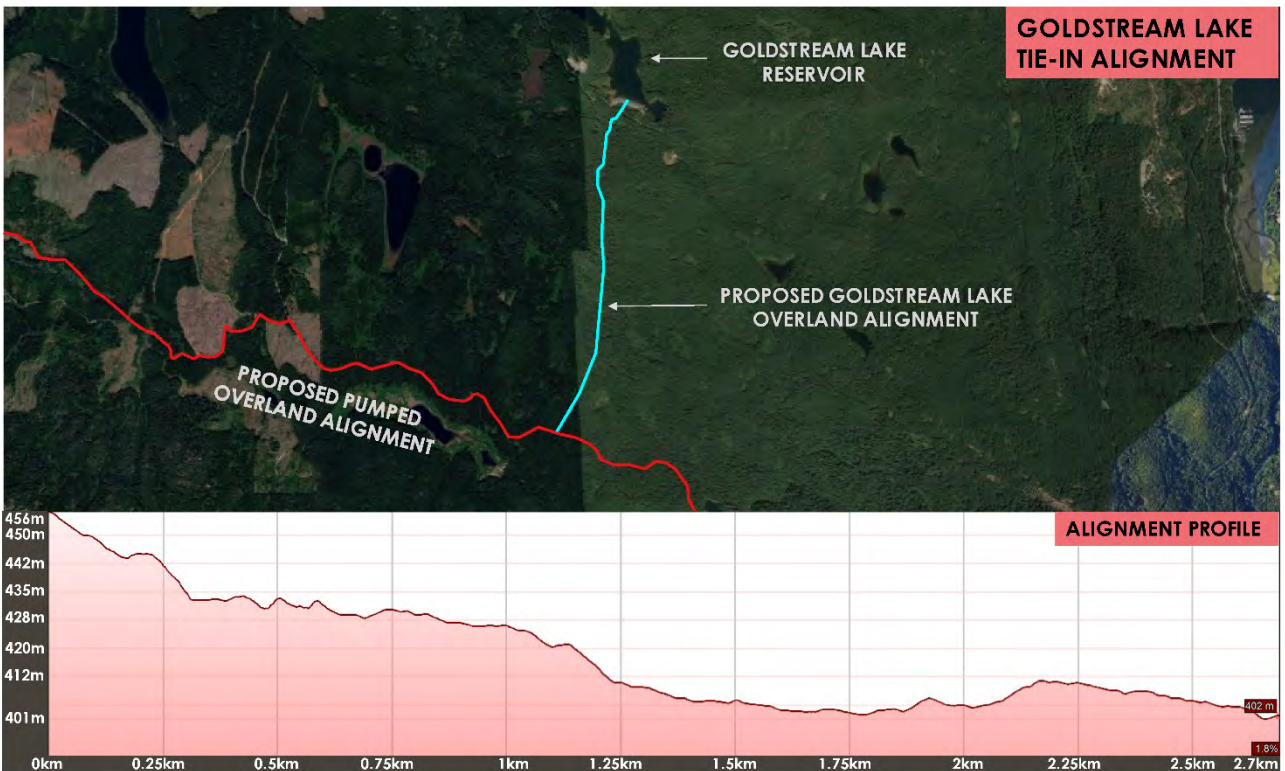 GOLDSTREAM LAKE
TIE-IN ALIGNMENT
GOLDSTREAM LAKE
RESERVOIR
PROPOSED GOLDSTREAM LAKE
OVERLAND ALIGNMENT
PROPOSED PUMPED
OVERLAND ALIGNMENT
ALIGNMENT PROFILE
456m
450m
442m
435m
428m
420m
412m
401m
402 m
1.8%
0km 0.25km 0.5km 0.75km 1km 1.25km 1.5km 1.75km 2km 2.25km 2.5km 2.7km